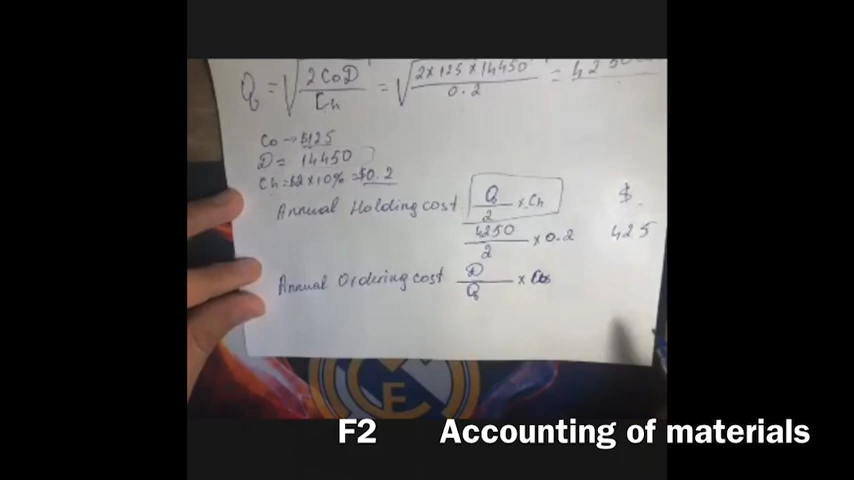 Q = √ 2CoD / Ch = √ 2×125×14450 / 0.2 = 4250
Co → $125
D = 14450
Ch = $2 × 10% = $0.2
Annual Holding cost Q/2 × Ch $
4250/2 × 0.2 425
Annual Ordering cost D/Q × Co
F2 Accounting of materials